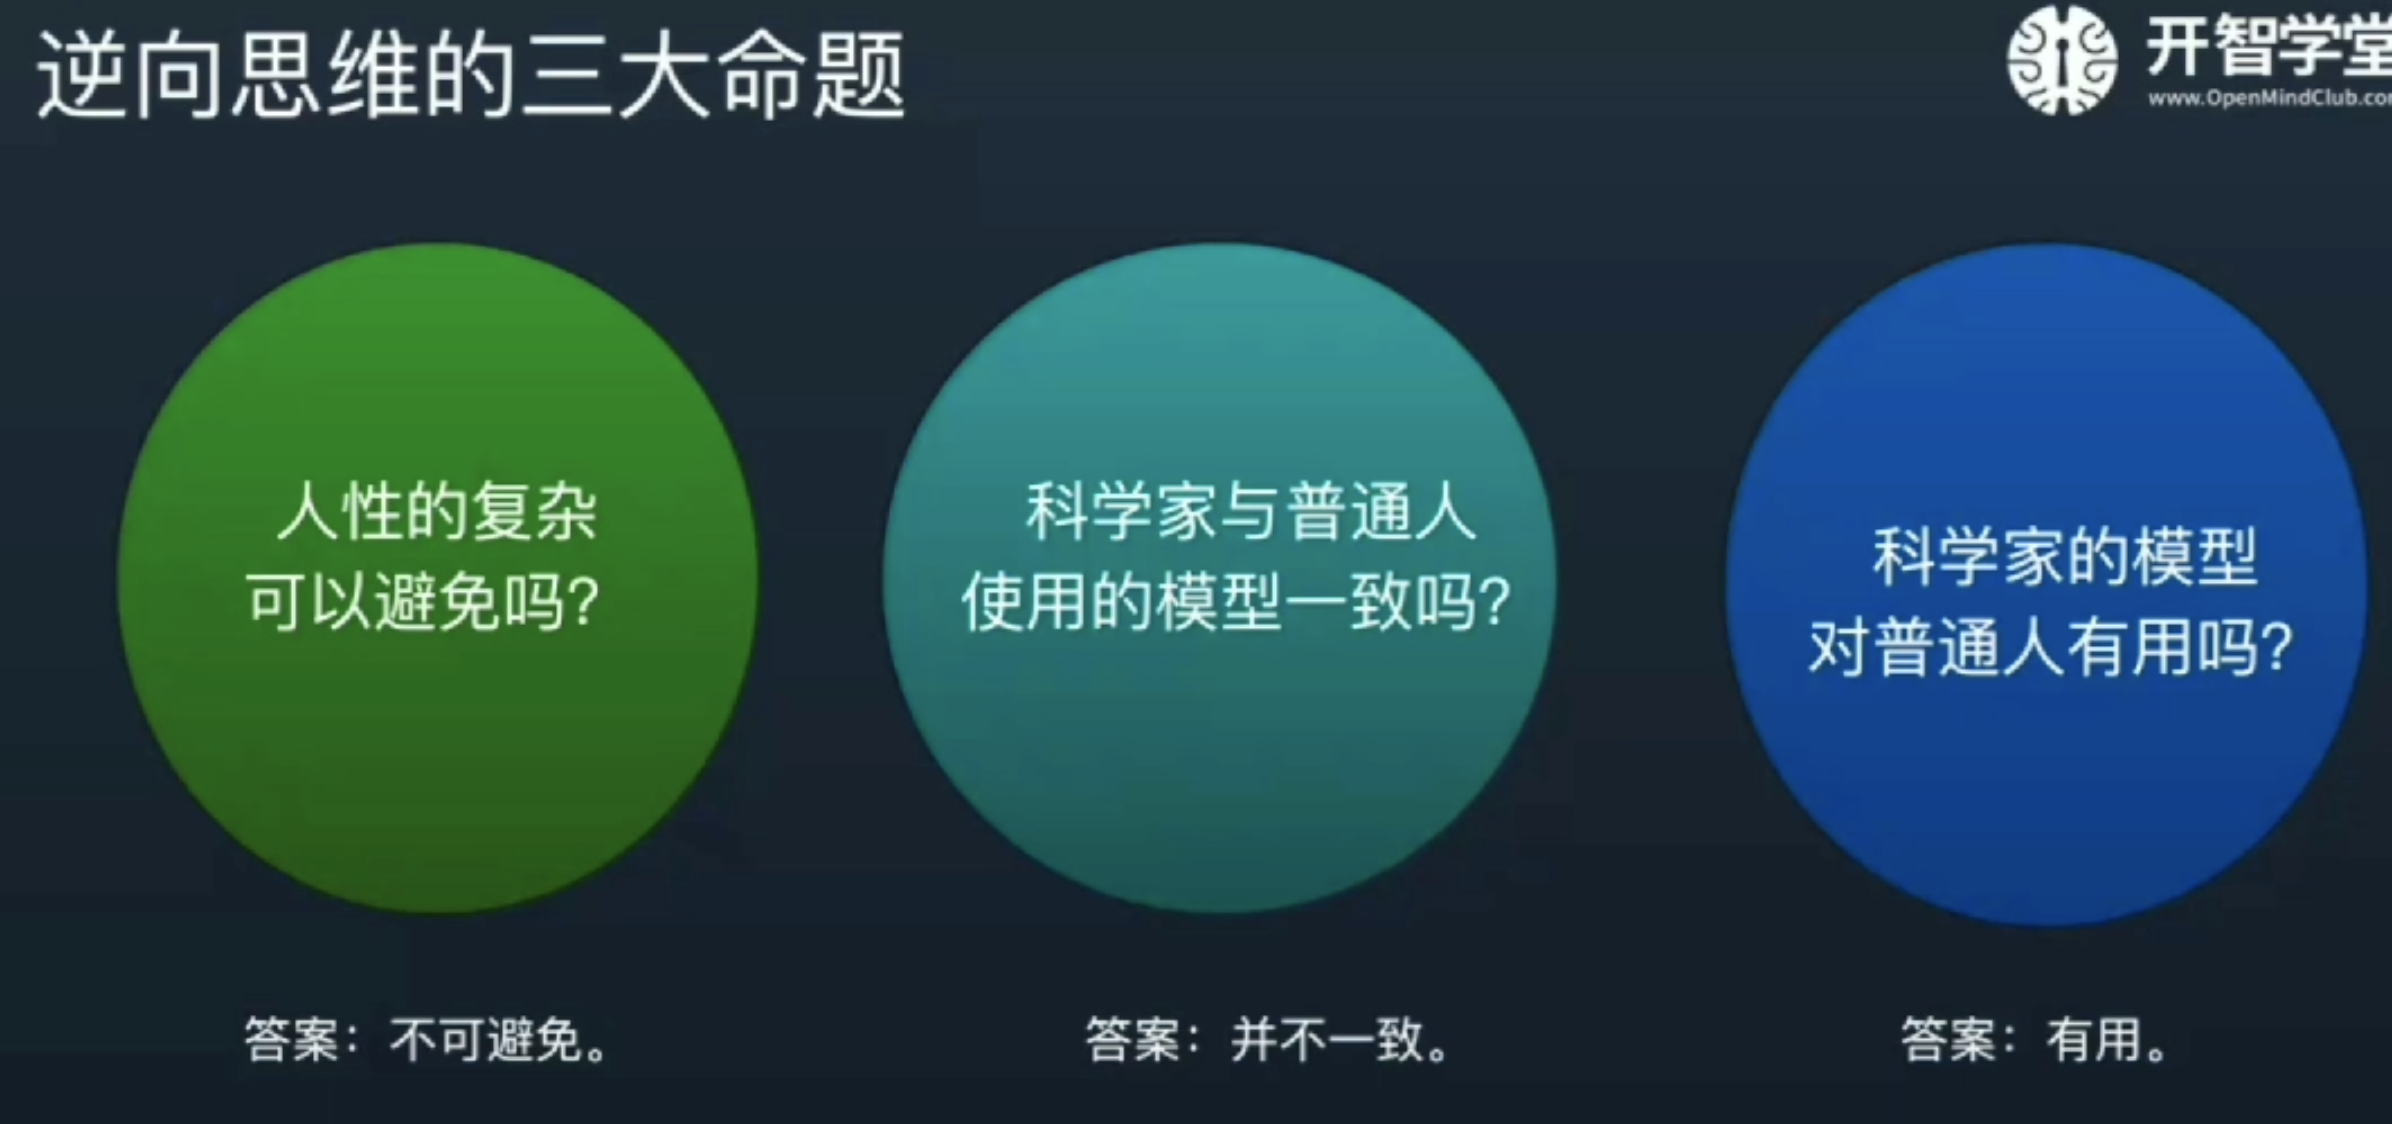 逆向思维的三大命题
开智学堂
www.OpenMindClub.co
人性的复杂
可以避免吗?
科学家与普通人
使用的模型一致吗?
科学家的模型
对普通人有用吗?
答案：不可避免。
答案：并不一致。
答案：有用。